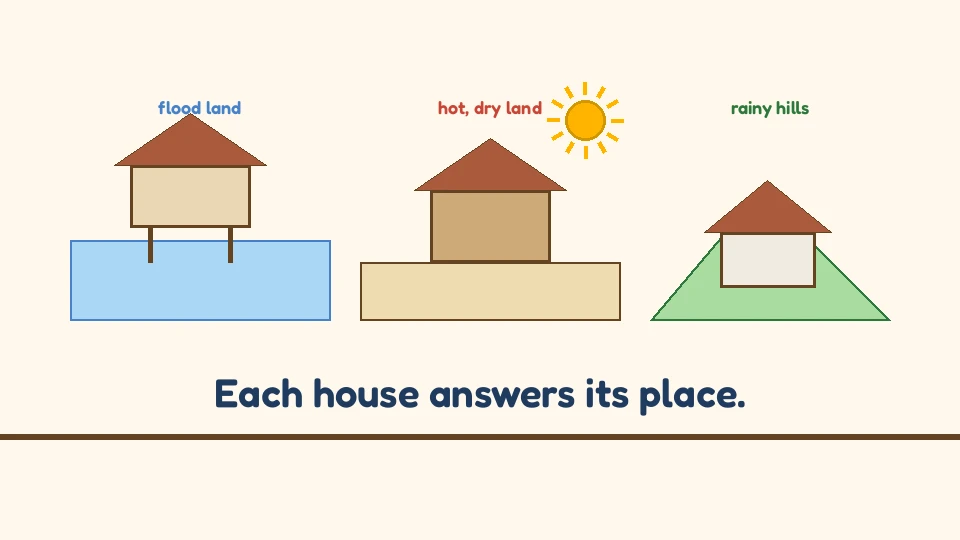 flood land
hot, dry land
rainy hills
Each house answers its place.